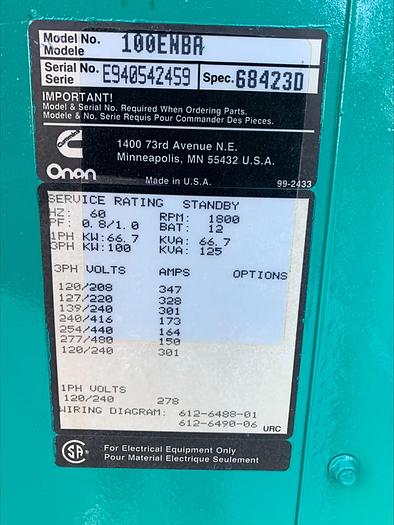 Model No. 100ENBA
Modele
Serial No. E940542459 Spec. 68423D
Serie
IMPORTANT!
Model & Serial No. Required When Ordering Parts.
Modele & No. Serie Requis Pour Commander Des Pieces.
1400 73rd Avenue N.E.
Minneapolis, MN 55432 U.S.A.
Onan
Made in U.S.A. 99-2433
SERVICE RATING STANDBY
HZ: 60 RPM: 1800
PF: 0.8/1.0 BAT: 12
1PH KW:66.7 KVA: 66.7
3PH KW:100 KVA: 125
3PH VOLTS AMPS OPTIONS
120/208 347
127/220 328
139/240 301
240/416 173
254/440 164
277/480 150
120/240 301
1PH VOLTS
120/240 278
WIRING DIAGRAM: 612-6488-01
612-6490-06 URC
SA For Electrical Equipment Only
Pour Material Electrique Seulement